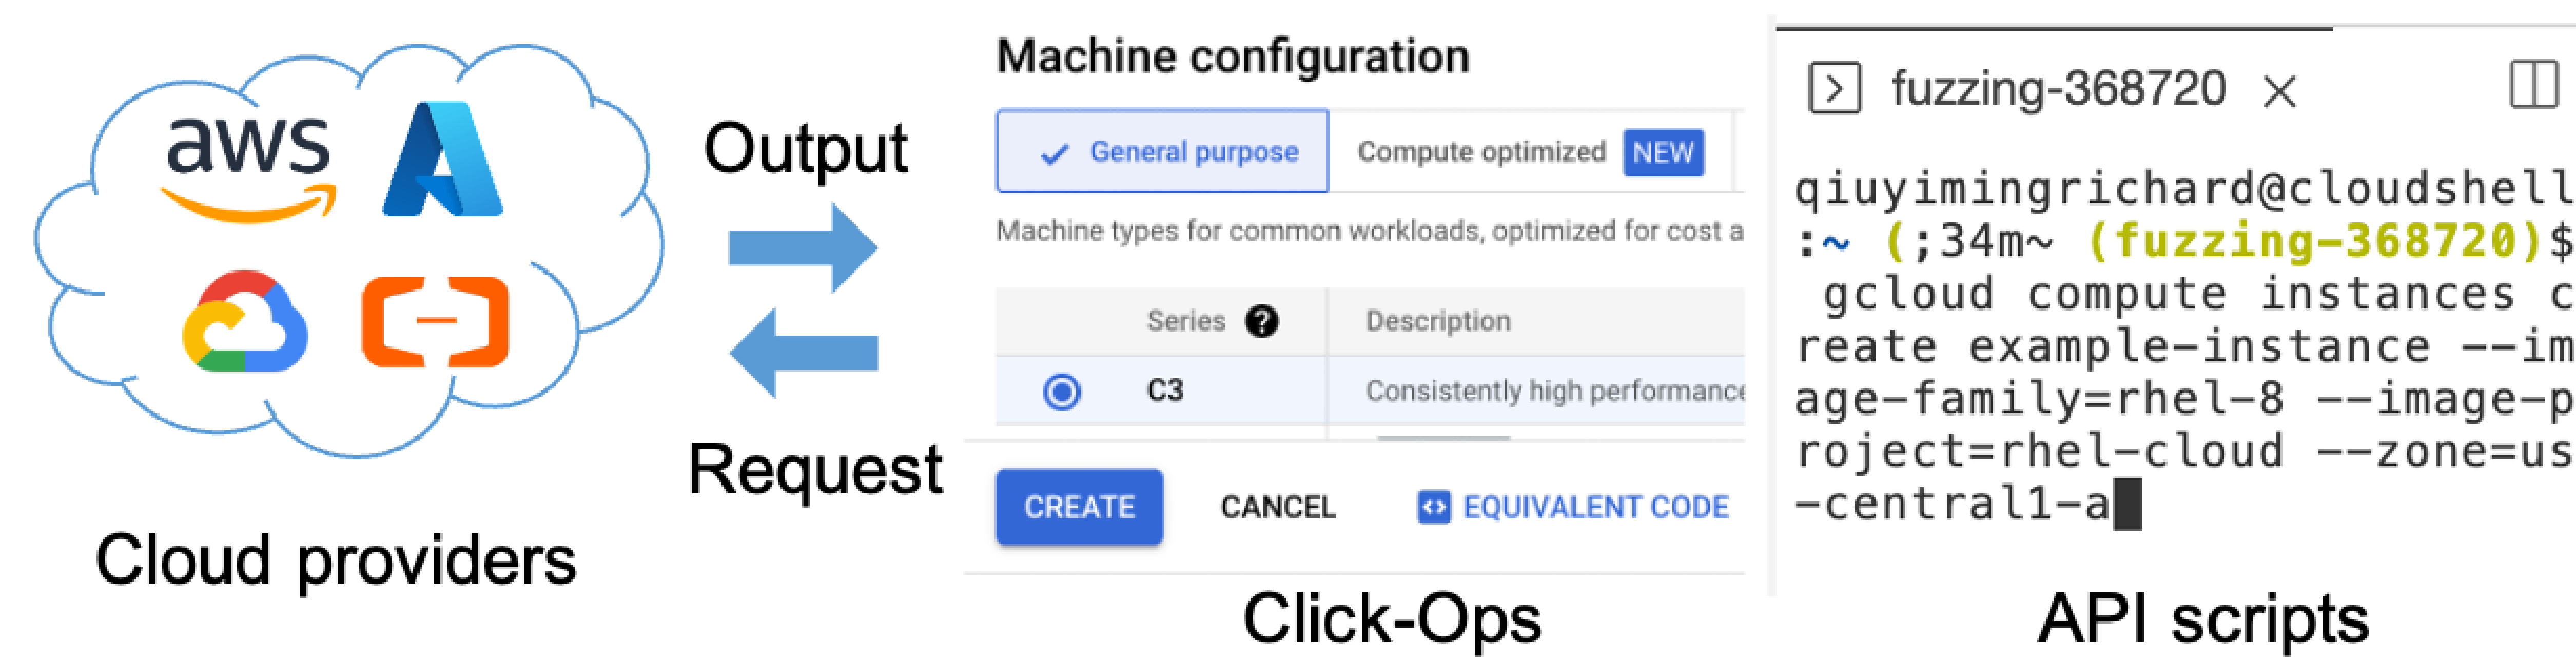 aws
Cloud providers
Output
Request
Machine configuration
General purpose
Compute optimized NEW
Machine types for common workloads, optimized for cost a
Series ? Description
C3 Consistently high performance
CREATE CANCEL EQUIVALENT CODE
Click-Ops
fuzzing-368720
qiuyimingrichard@cloudshell
:~ (;34m~ (fuzzing-368720)$
gcloud compute instances c
reate example-instance --im
age-family=rhel-8 --image-p
roject=rhel-cloud --zone=us
-central1-a
API scripts